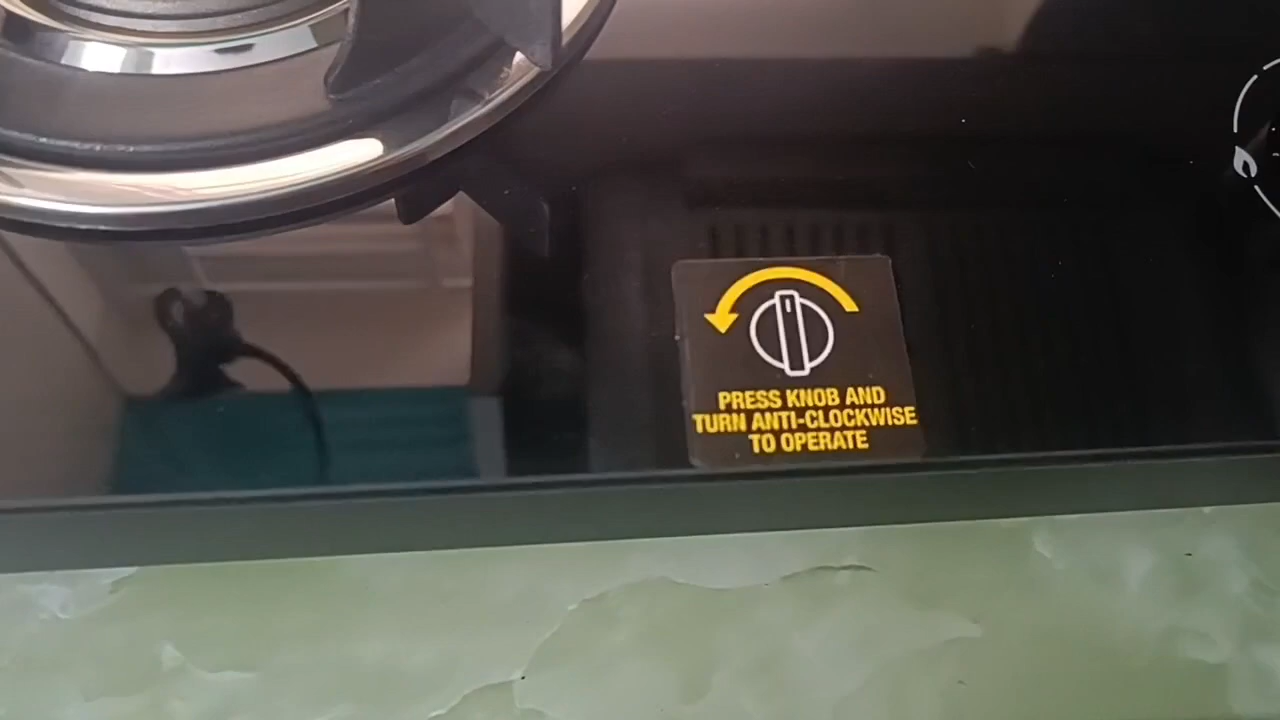 PRESS KNOB AND
TURN ANTI-CLOCKWISE
TO OPERATE